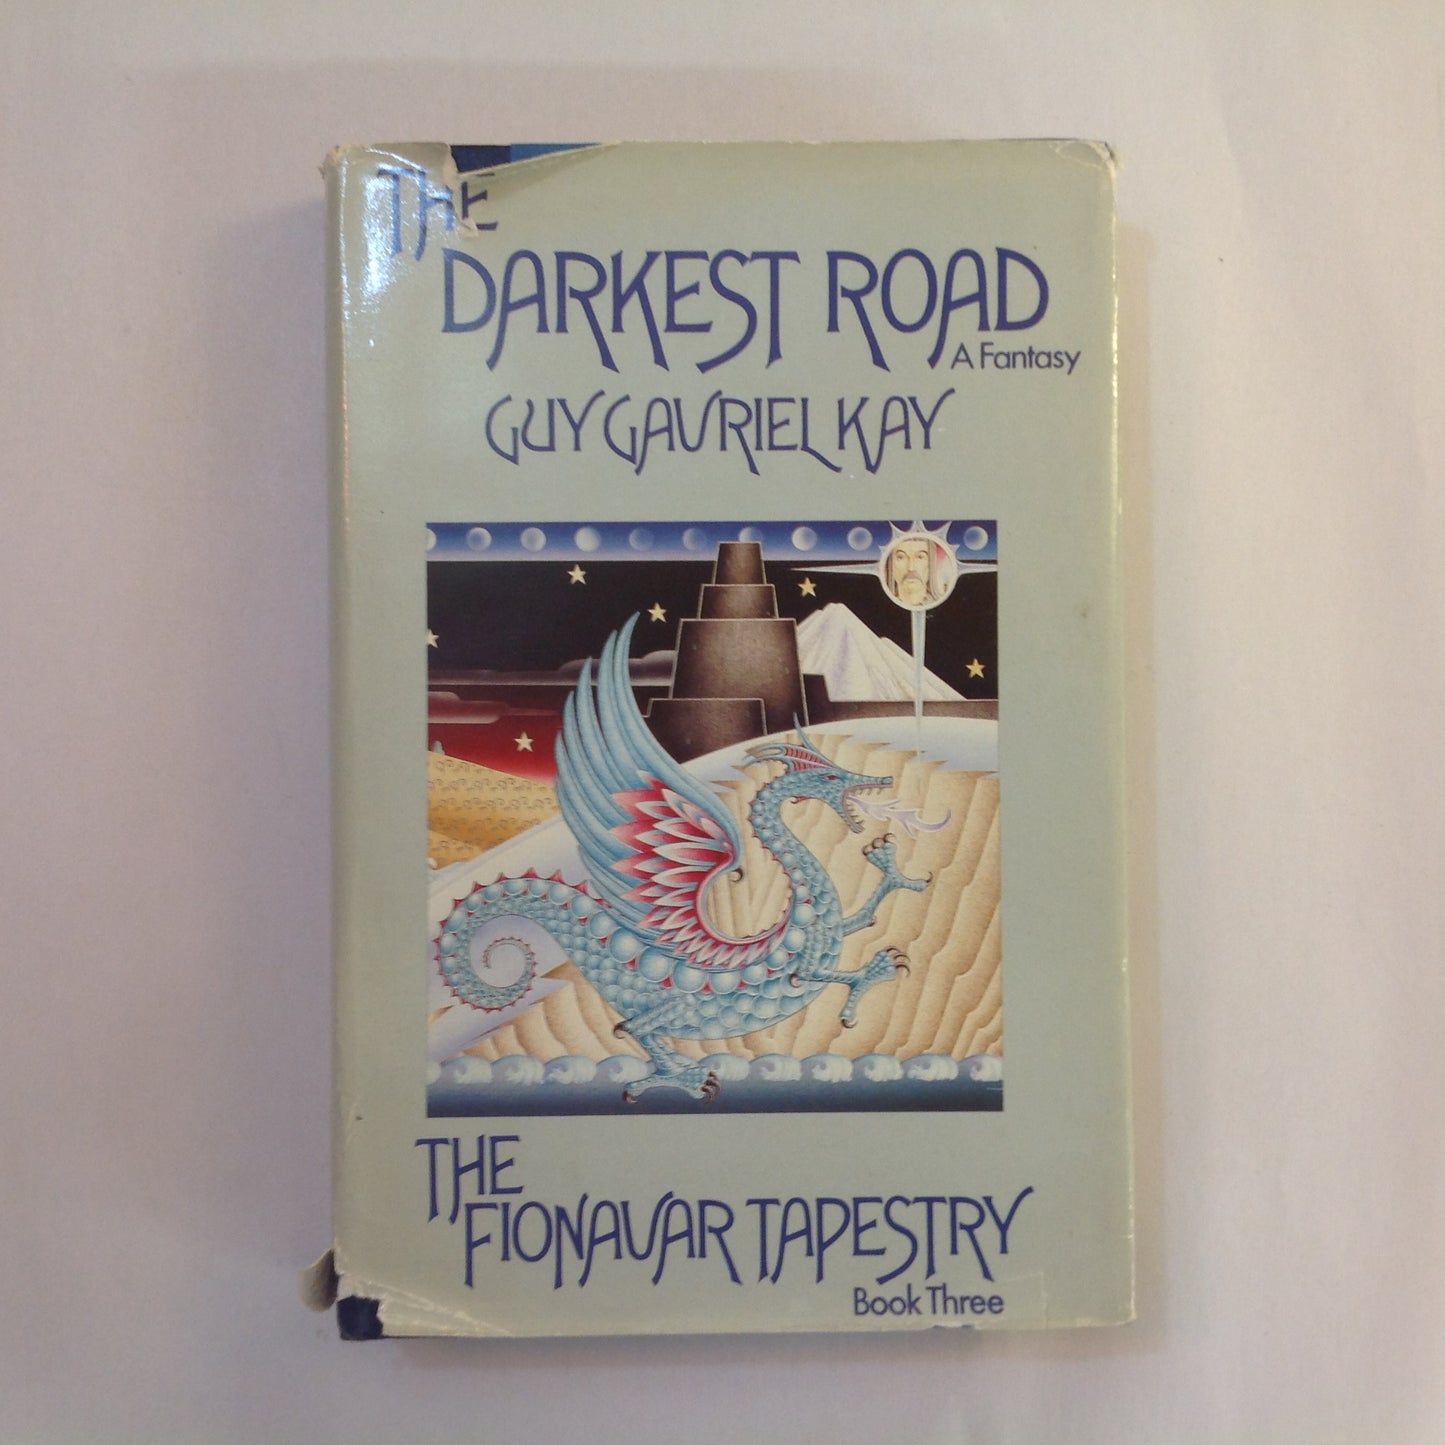 THE
DARKEST ROAD
A Fantasy
GUY GAVRIEL KAY
THE
FIONAVAR TAPESTRY
Book Three